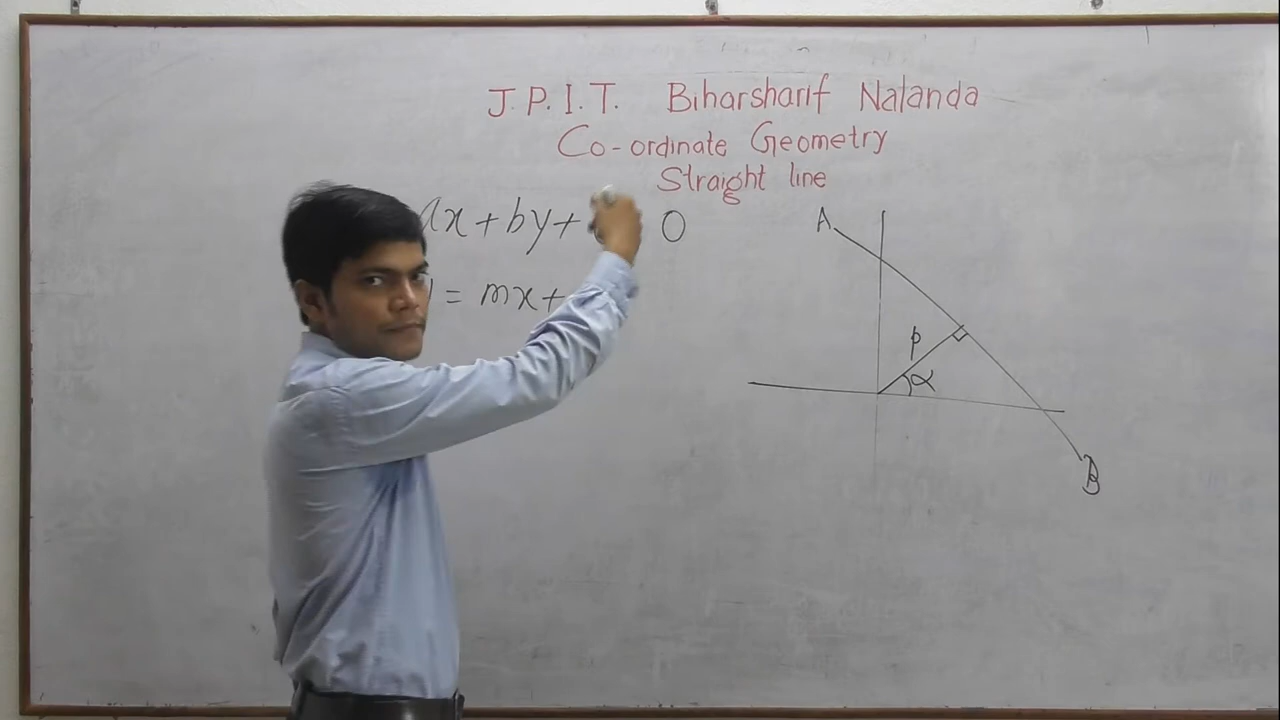 J.P.I.T. Biharsharif Nalanda
Co-ordinate Geometry
Straight line
ax + by + 0
= mx +
A
p
α
B